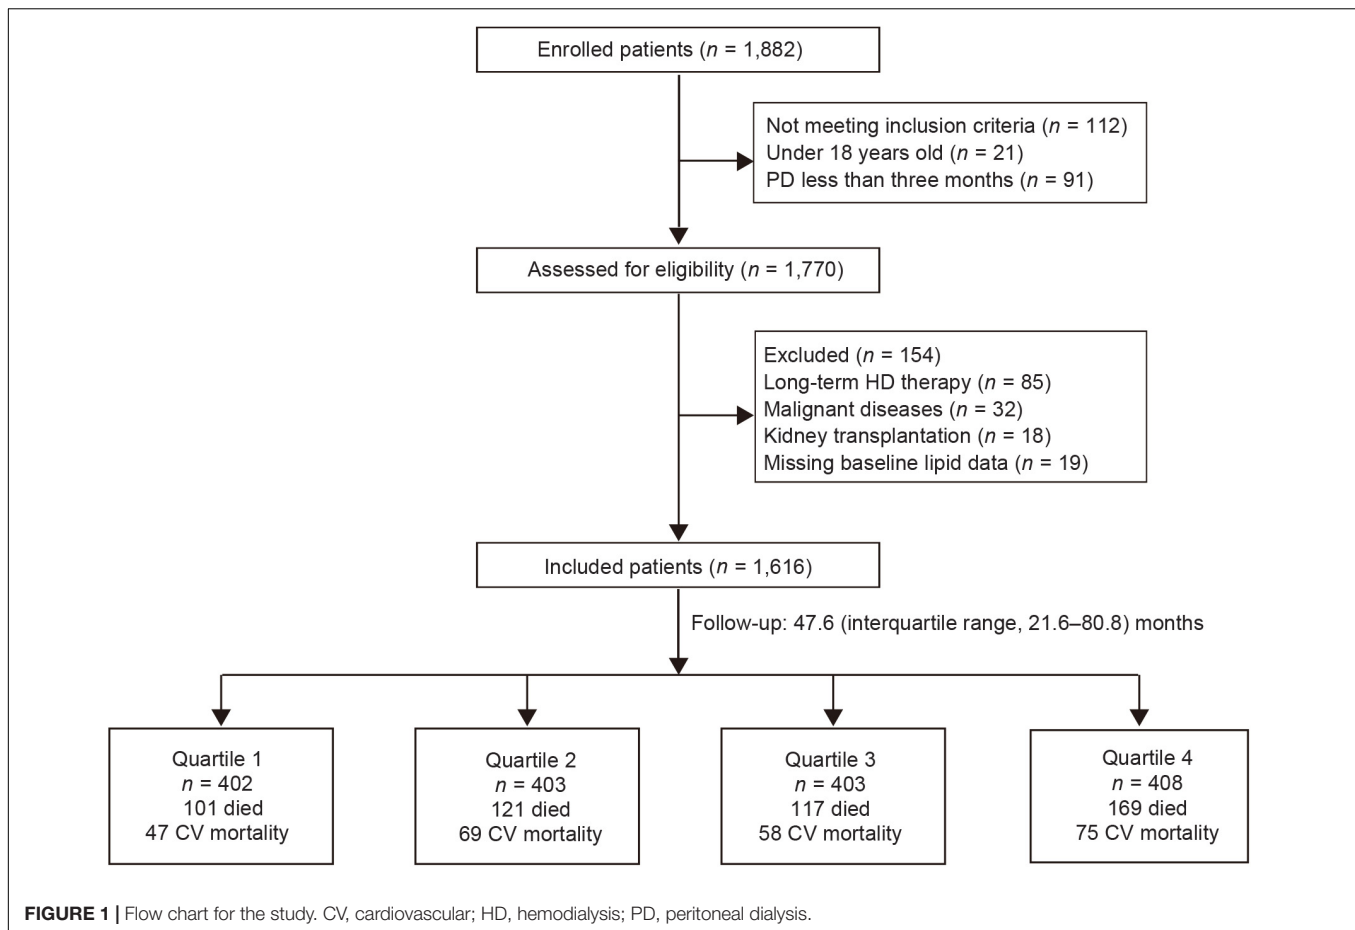 Enrolled patients (n = 1,882)
Not meeting inclusion criteria (n = 112)
Under 18 years old (n = 21)
PD less than three months (n = 91)
Assessed for eligibility (n = 1,770)
Excluded (n = 154)
Long-term HD therapy (n = 85)
Malignant diseases (n = 32)
Kidney transplantation (n = 18)
Missing baseline lipid data (n = 19)
Included patients (n = 1,616)
Follow-up: 47.6 (interquartile range, 21.6–80.8) months
Quartile 1
n = 402
101 died
47 CV mortality
Quartile 2
n = 403
121 died
69 CV mortality
Quartile 3
n = 403
117 died
58 CV mortality
Quartile 4
n = 408
169 died
75 CV mortality
FIGURE 1 | Flow chart for the study. CV, cardiovascular; HD, hemodialysis; PD, peritoneal dialysis.